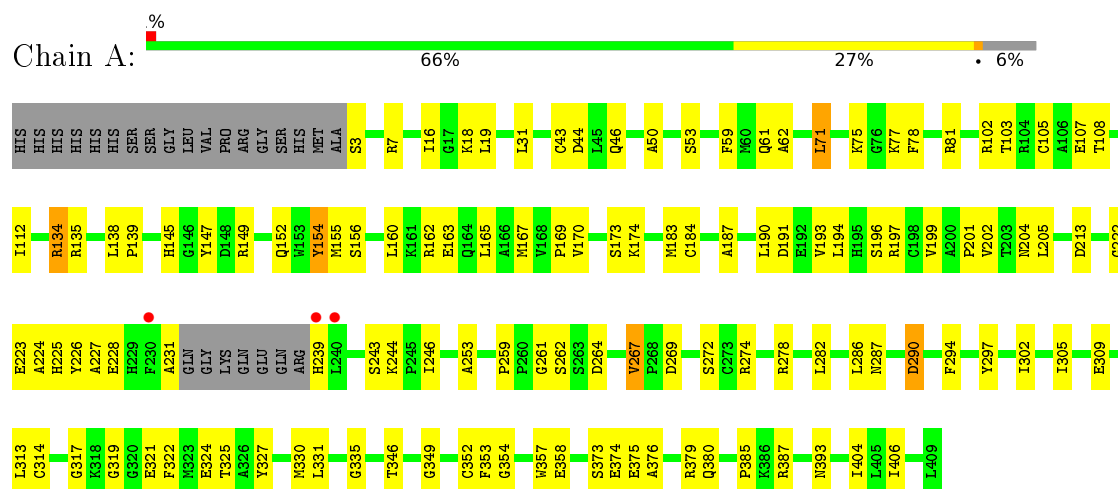 .%
Chain A:
66% 27% • 6%
HIS HIS HIS HIS HIS HIS SER SER GLY LEU VAL PRO ARG GLY SER HIS MET ALA S3 R7 I16 G17 K18 L19 L31 C43 D44 L45 Q46 A50 S53 F59 M60 Q61 A62 L71 K75 G76 K77 F78 R81 R102 T103 R104 C105 A106 E107 T108
I112 R134 R135 L138 P139 H145 G146 Y147 D148 R149 Q152 W153 Y154 M155 S156 L160 K161 R162 E163 Q164 L165 A166 M167 V168 P169 V170 S173 K174 M183 C184 A187 L190 D191 E192 V193 L194 H195 S196 R197 C198 V199 A200 P201 V202 T203 N204 L205 D213
E223 A224 H225 Y226 A227 E228 H229 F230 A231 GLN GLY LYS GLN GLU GLN ARG H239 L240 S243 K244 P245 I246 A253 P259 P260 G261 S262 S263 D264 V267 P268 D269 S272 C273 R274 R278 L282 L286 N287 D290 F294 Y297 I302 I305 E309
L313 C314 G317 K318 G319 G320 E321 F322 M323 E324 T325 A326 Y327 M330 L331 G335 T346 G349 C352 F353 G354 W357 E358 S373 E374 E375 A376 R379 Q380 P385 K386 R387 N393 I404 L405 I406 L409